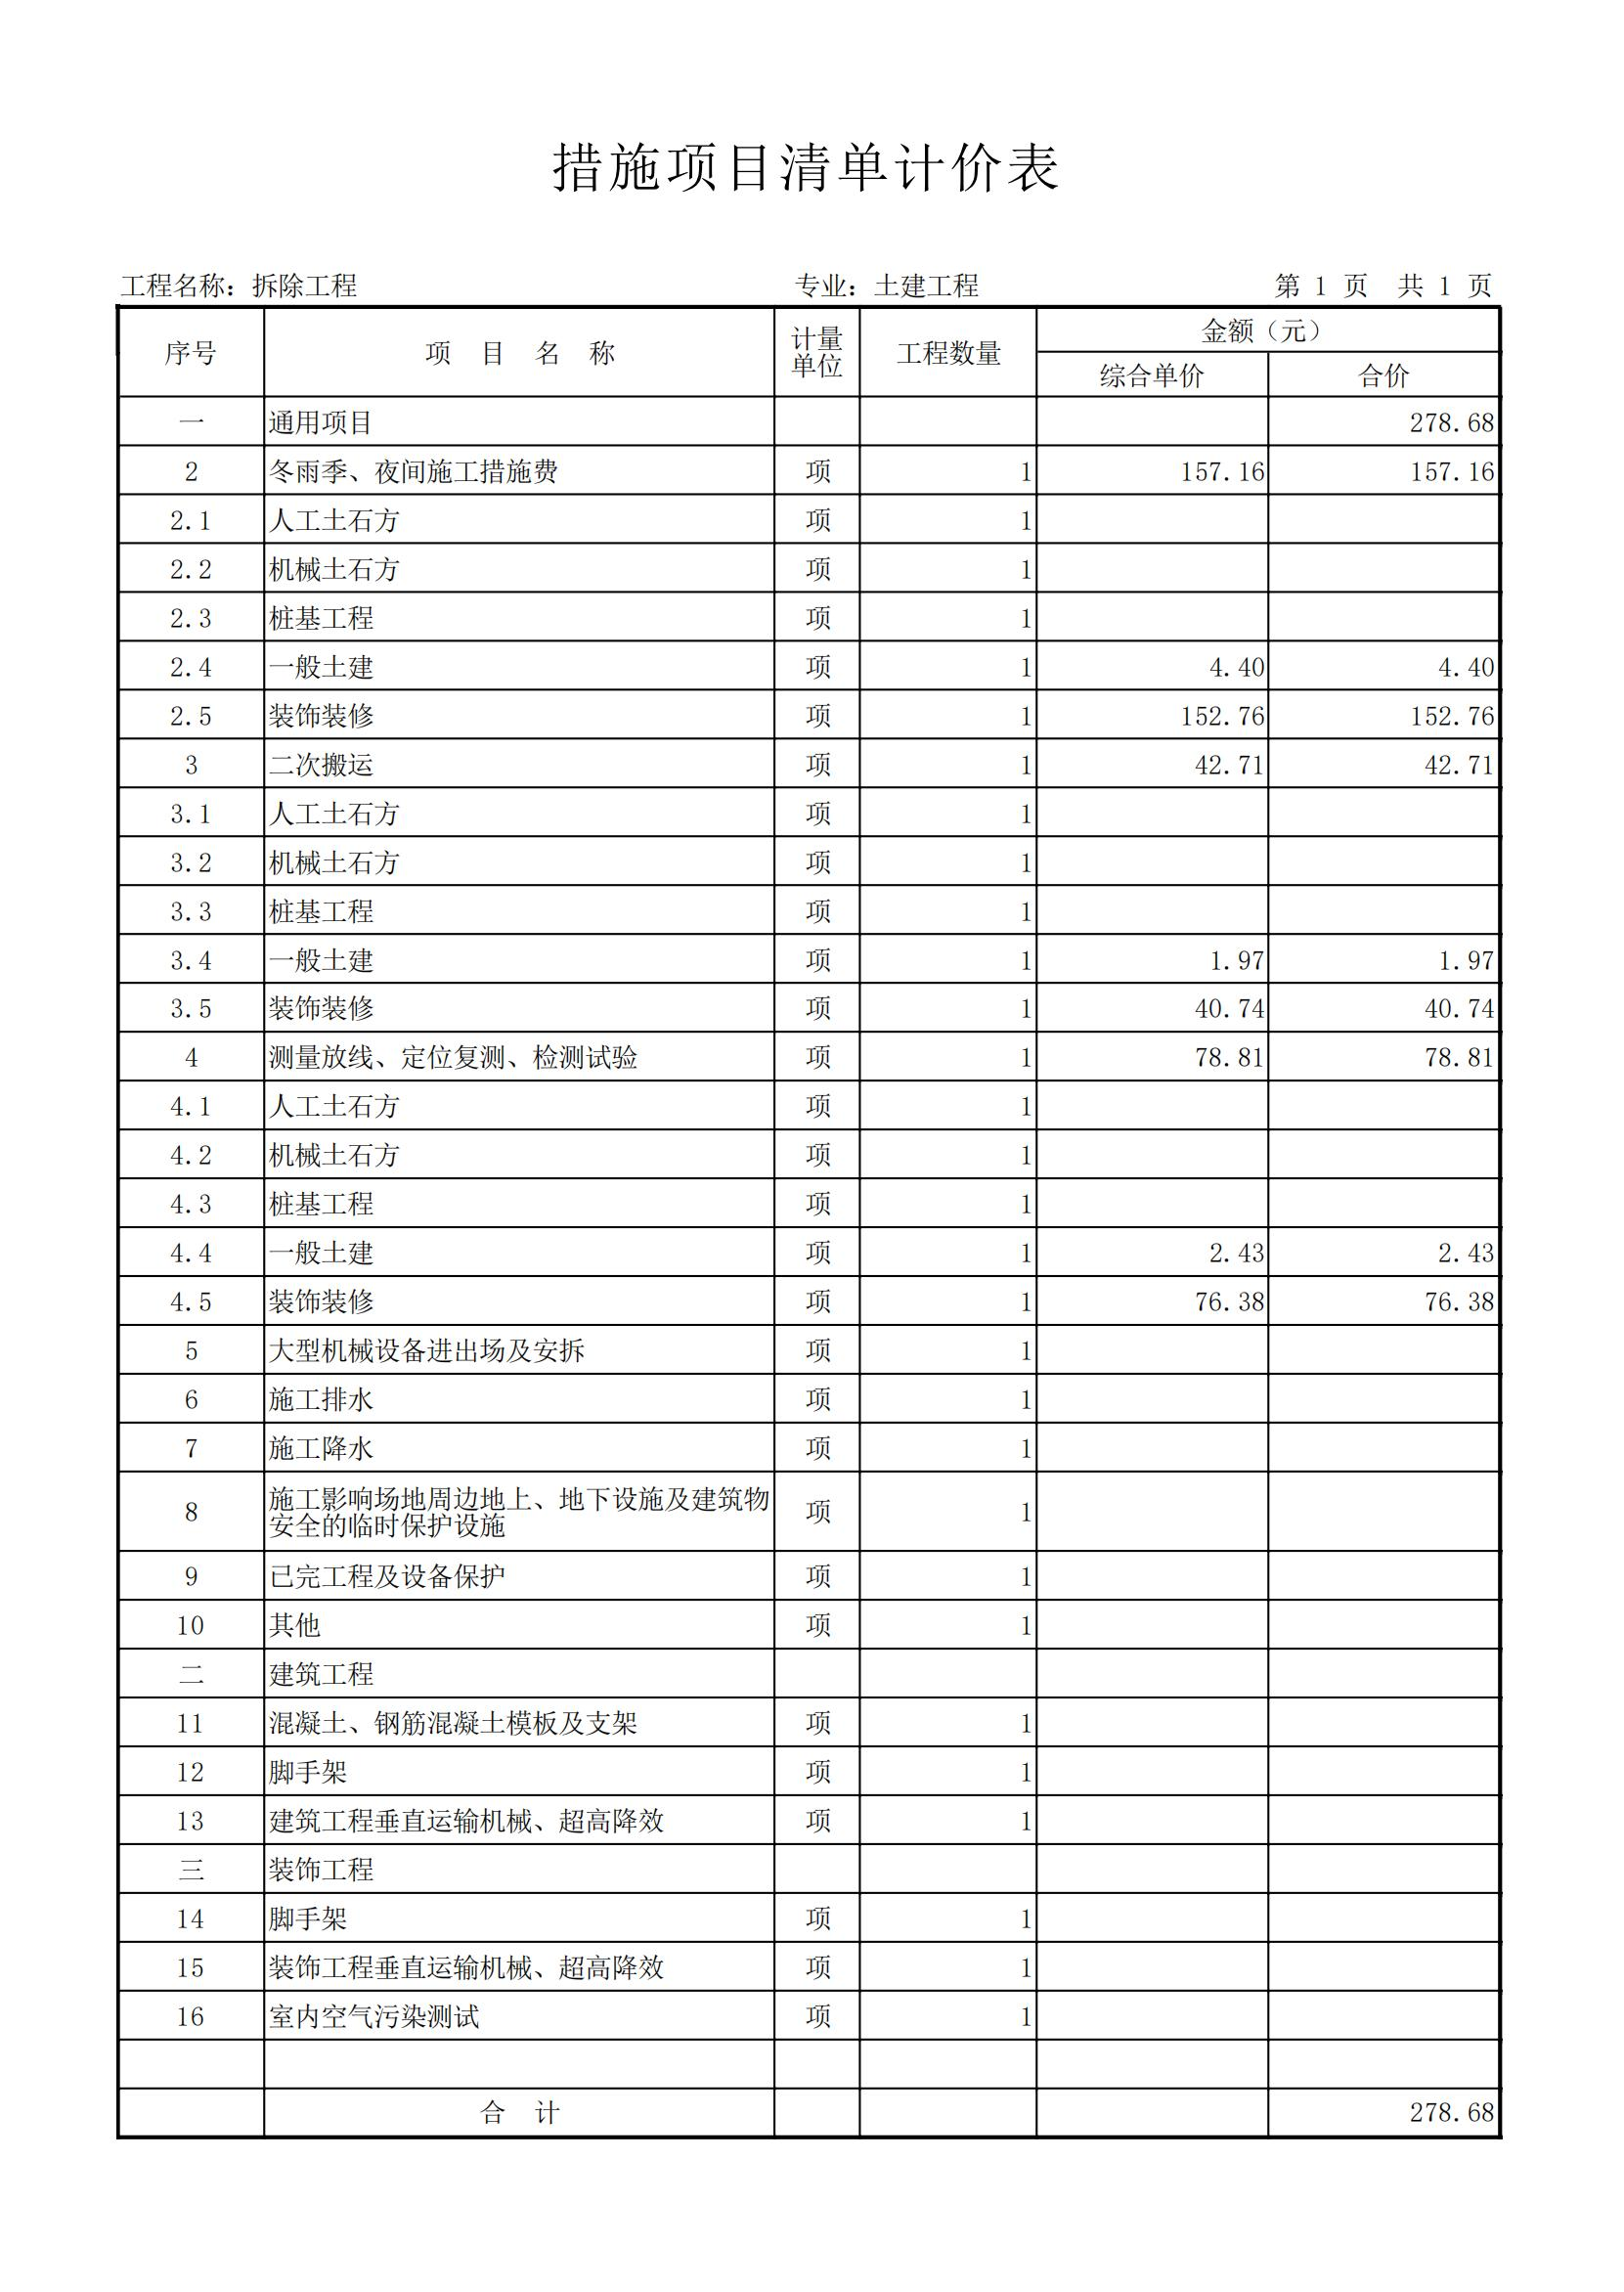 措施项目清单计价表
工程名称：拆除工程 专业：土建工程 第 1 页 共 1 页
序号 项 目 名 称 计量单位 工程数量 金额（元）
综合单价 合价
一 通用项目 278.68
2 冬雨季、夜间施工措施费 项 1 157.16 157.16
2.1 人工土石方 项 1
2.2 机械土石方 项 1
2.3 桩基工程 项 1
2.4 一般土建 项 1 4.40 4.40
2.5 装饰装修 项 1 152.76 152.76
3 二次搬运 项 1 42.71 42.71
3.1 人工土石方 项 1
3.2 机械土石方 项 1
3.3 桩基工程 项 1
3.4 一般土建 项 1 1.97 1.97
3.5 装饰装修 项 1 40.74 40.74
4 测量放线、定位复测、检测试验 项 1 78.81 78.81
4.1 人工土石方 项 1
4.2 机械土石方 项 1
4.3 桩基工程 项 1
4.4 一般土建 项 1 2.43 2.43
4.5 装饰装修 项 1 76.38 76.38
5 大型机械设备进出场及安拆 项 1
6 施工排水 项 1
7 施工降水 项 1
8 施工影响场地周边地上、地下设施及建筑物
安全的临时保护设施 项 1
9 已完工程及设备保护 项 1
10 其他 项 1
二 建筑工程
11 混凝土、钢筋混凝土模板及支架 项 1
12 脚手架 项 1
13 建筑工程垂直运输机械、超高降效 项 1
三 装饰工程
14 脚手架 项 1
15 装饰工程垂直运输机械、超高降效 项 1
16 室内空气污染测试 项 1
合 计 278.68